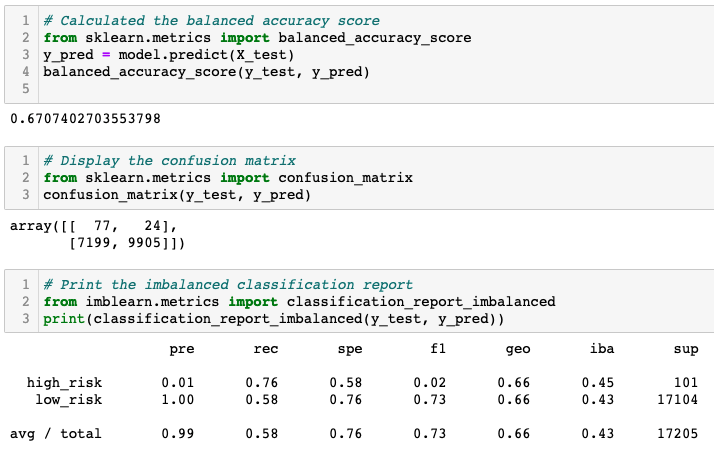 1 # Calculated the balanced accuracy score
2 from sklearn.metrics import balanced_accuracy_score
3 y_pred = model.predict(X_test)
4 balanced_accuracy_score(y_test, y_pred)
5
0.6707402703553798
1 # Display the confusion matrix
2 from sklearn.metrics import confusion_matrix
3 confusion_matrix(y_test, y_pred)
array([[  77,   24],
       [7199, 9905]])
1 # Print the imbalanced classification report
2 from imblearn.metrics import classification_report_imbalanced
3 print(classification_report_imbalanced(y_test, y_pred))
pre rec spe f1 geo iba sup
high_risk 0.01 0.76 0.58 0.02 0.66 0.45 101
low_risk 1.00 0.58 0.76 0.73 0.66 0.43 17104
avg / total 0.99 0.58 0.76 0.73 0.66 0.43 17205